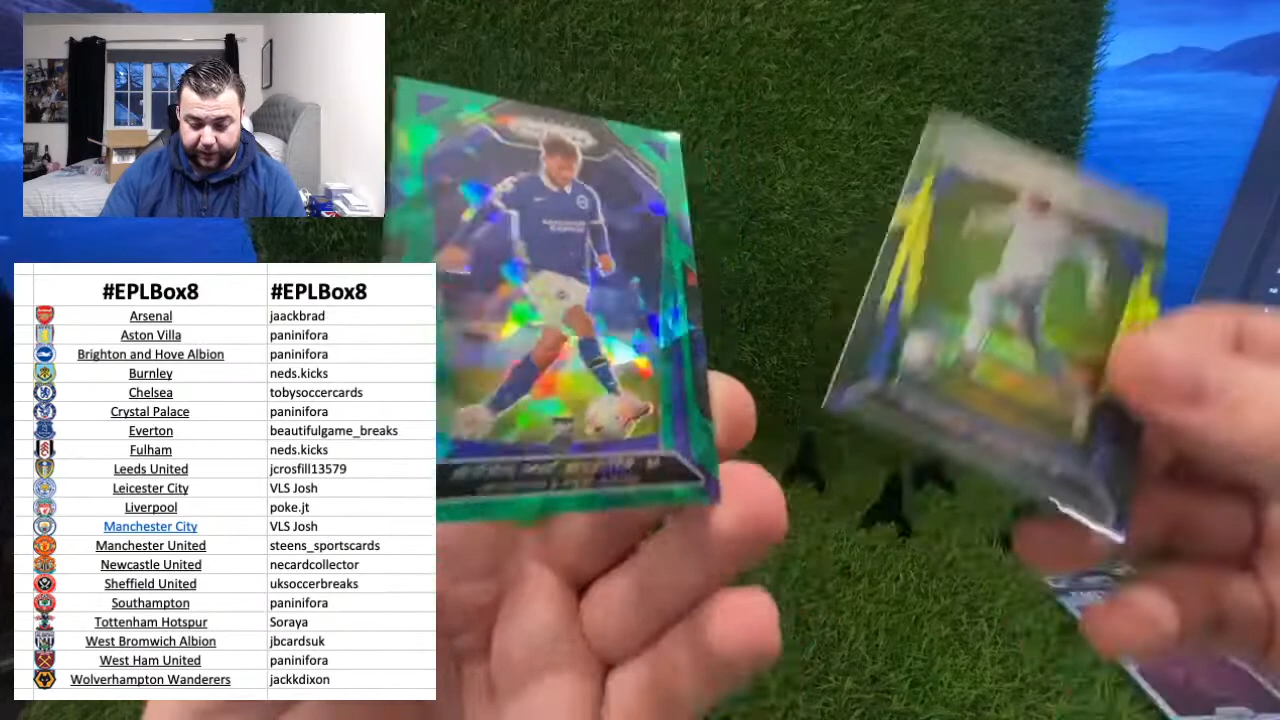 #EPLBox8 #EPLBox8
Arsenal jaackbrad
Aston Villa paninifora
Brighton and Hove Albion paninifora
Burnley neds.kicks
Chelsea tobysoccercards
Crystal Palace paninifora
Everton beautifulgame_breaks
Fulham neds.kicks
Leeds United jcrosfill13579
Leicester City VLS Josh
Liverpool poke.jt
Manchester City VLS Josh
Manchester United steens_sportscards
Newcastle United necardcollector
Sheffield United uksoccerbreaks
Southampton paninifora
Tottenham Hotspur Soraya
West Bromwich Albion jbcardsuk
West Ham United paninifora
Wolverhampton Wanderers jackkdixon